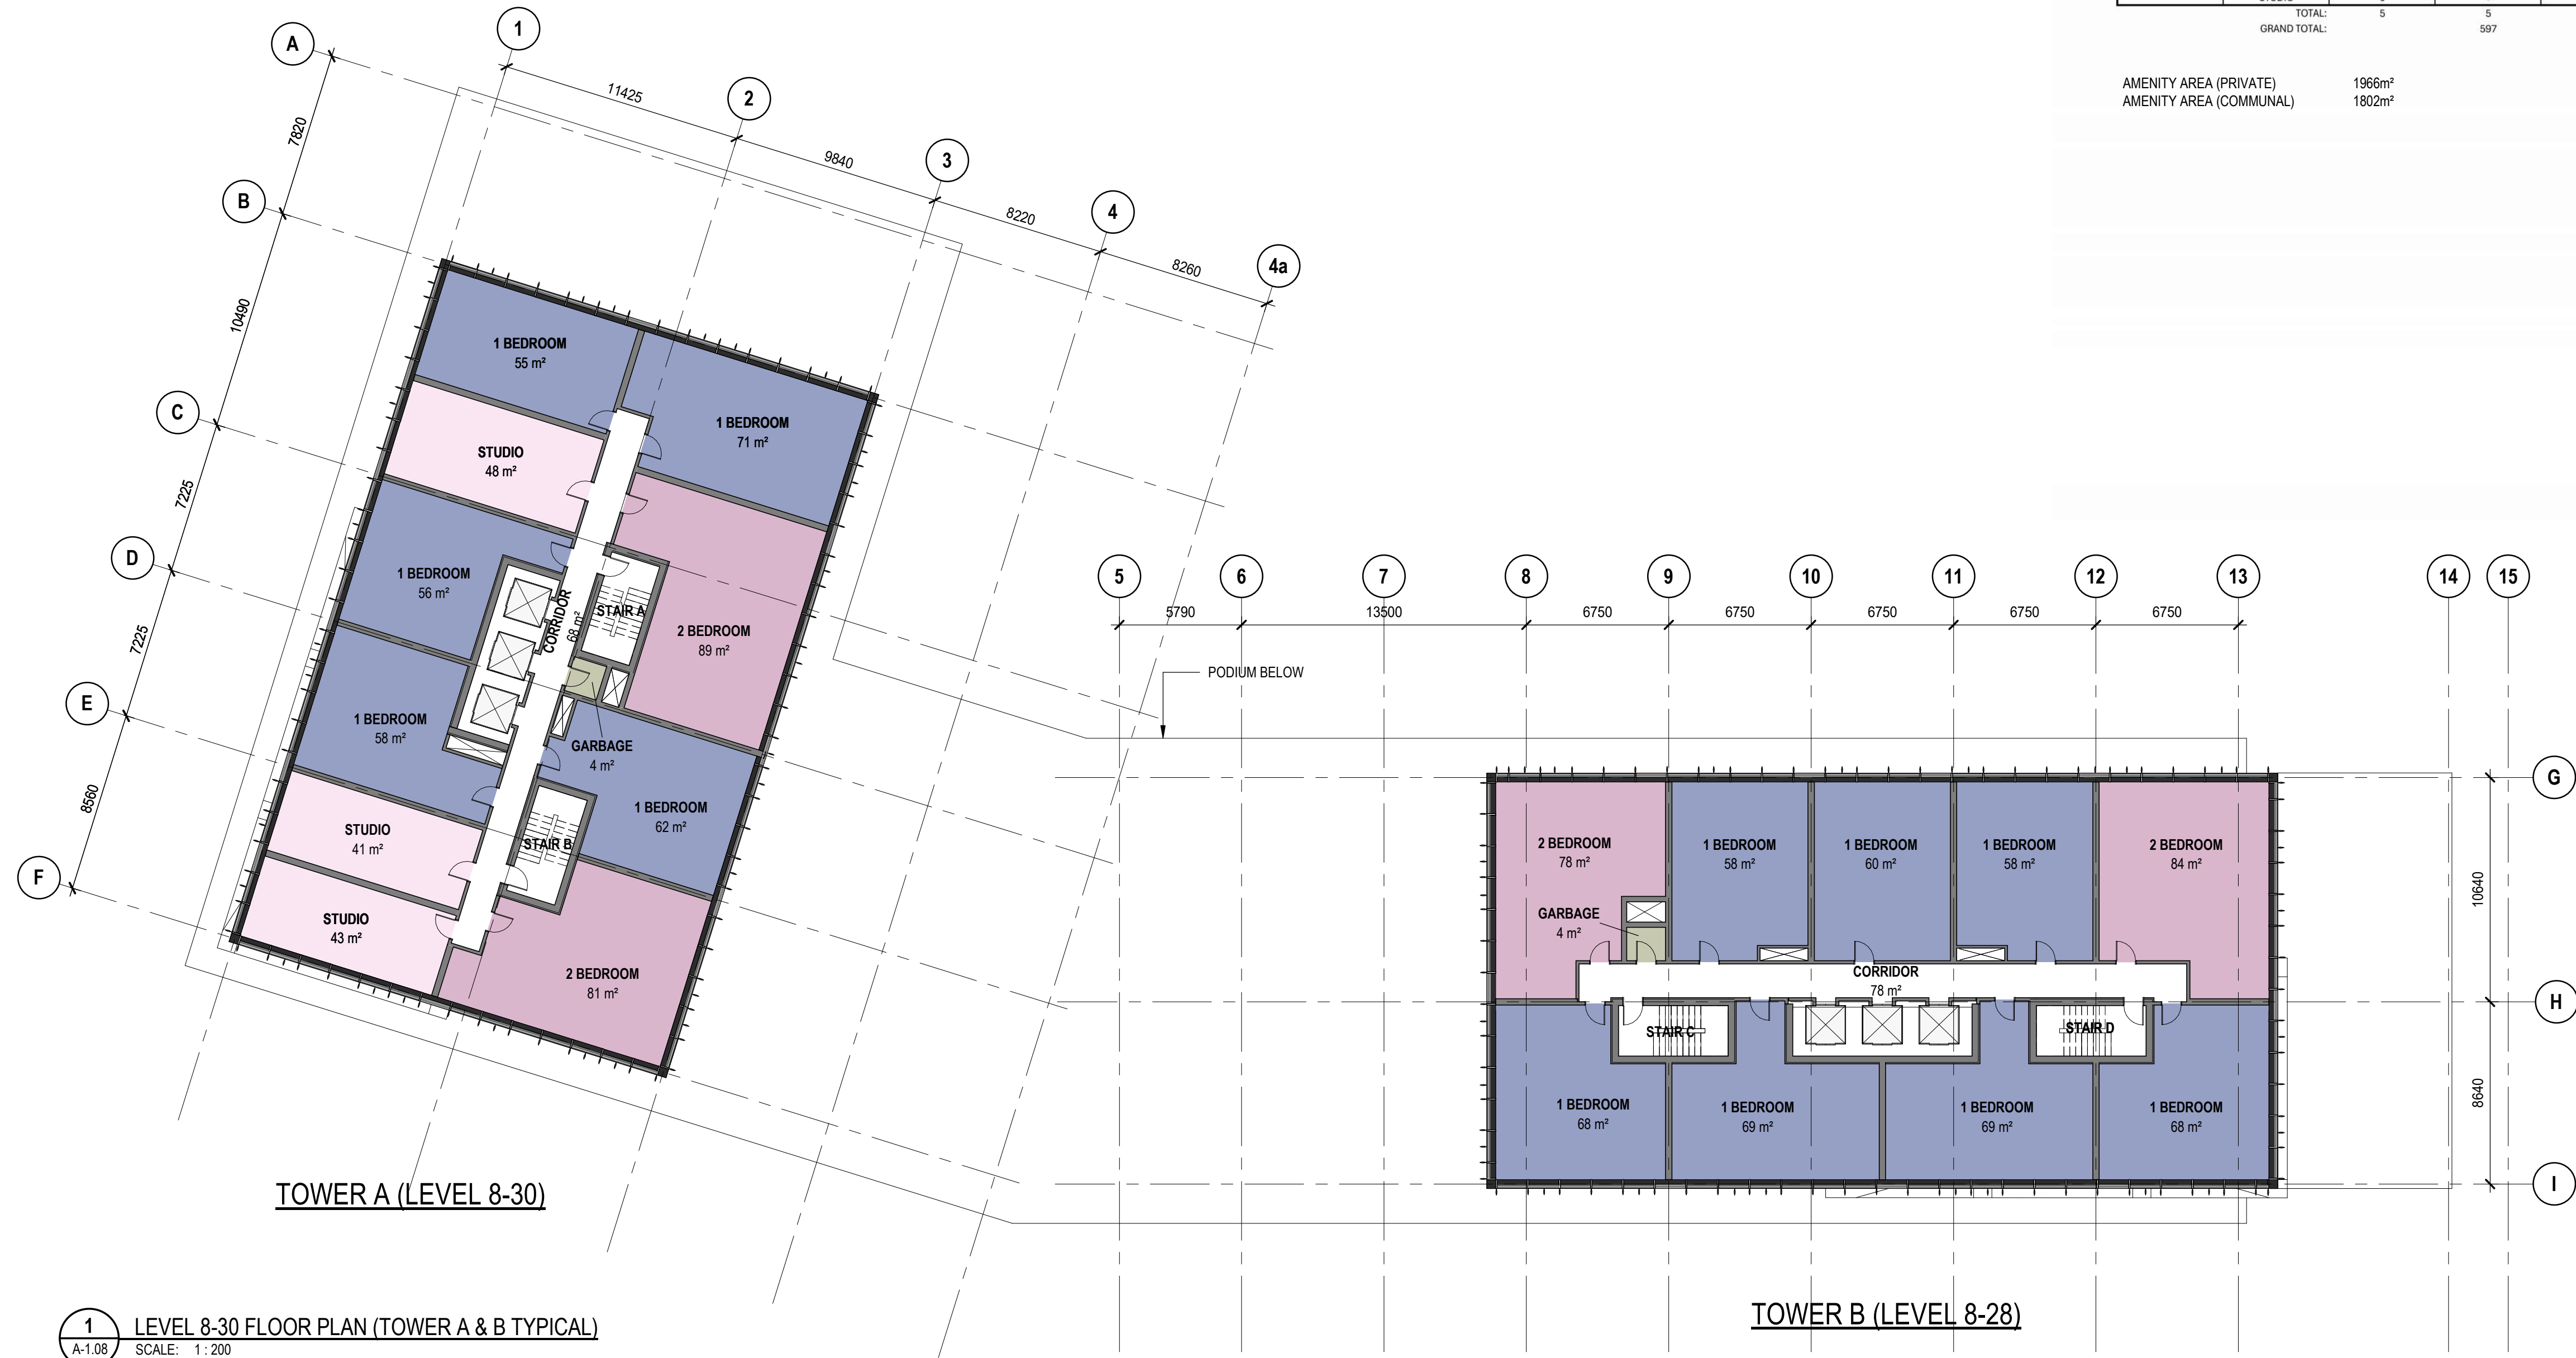 TOTAL: 5 5
GRAND TOTAL: 597
AMENITY AREA (PRIVATE) 1966m²
AMENITY AREA (COMMUNAL) 1802m²
A
1
2
3
4
4a
11425
9840
8220
8260
B
C
D
E
F
7820
10490
7225
7225
8560
1 BEDROOM
55 m²
1 BEDROOM
71 m²
STUDIO
48 m²
1 BEDROOM
56 m²
CORRIDOR
68 m²
STAIR A
2 BEDROOM
89 m²
1 BEDROOM
58 m²
GARBAGE
4 m²
1 BEDROOM
62 m²
STUDIO
41 m²
STAIR B
STUDIO
43 m²
2 BEDROOM
81 m²
TOWER A (LEVEL 8-30)
5
6
7
8
9
10
11
12
13
14
15
5790
13500
6750
6750
6750
6750
6750
PODIUM BELOW
G
H
I
10640
8640
2 BEDROOM
78 m²
1 BEDROOM
58 m²
1 BEDROOM
60 m²
1 BEDROOM
58 m²
2 BEDROOM
84 m²
GARBAGE
4 m²
CORRIDOR
78 m²
STAIR C
STAIR D
1 BEDROOM
68 m²
1 BEDROOM
69 m²
1 BEDROOM
69 m²
1 BEDROOM
68 m²
TOWER B (LEVEL 8-28)
1
A-1.08
LEVEL 8-30 FLOOR PLAN (TOWER A & B TYPICAL)
SCALE: 1 : 200